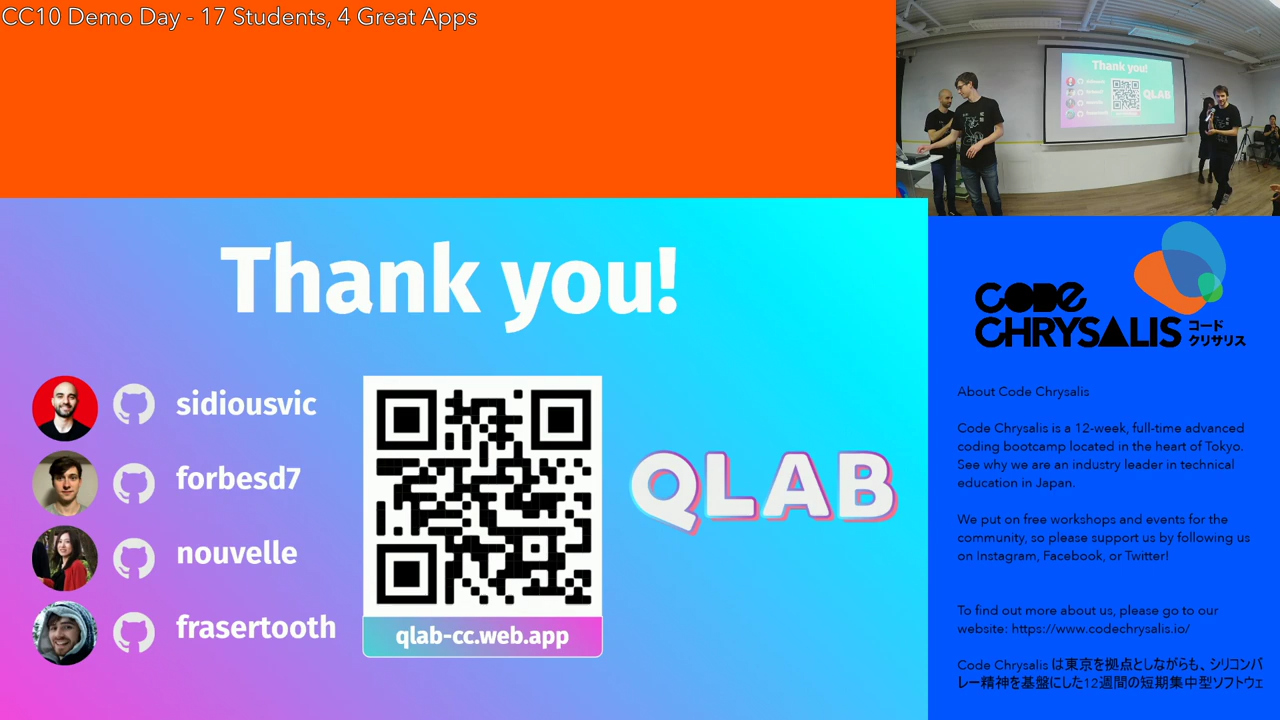 CC10 Demo Day - 17 Students, 4 Great Apps
Thank you!
QLAB
Thank you!
sidiousvic
forbesd7
nouvelle
frasertooth
qlab-cc.web.app
QLAB
CODE
CHRYSALIS コード
クリサリス
About Code Chrysalis
Code Chrysalis is a 12-week, full-time advanced
coding bootcamp located in the heart of Tokyo.
See why we are an industry leader in technical
education in Japan.
We put on free workshops and events for the
community, so please support us by following us
on Instagram, Facebook, or Twitter!
To find out more about us, please go to our
website: https://www.codechrysalis.io/
Code Chrysalis は東京を拠点としながらも、シリコンバ
レー精神を基盤にした12週間の短期集中型ソフトウェ